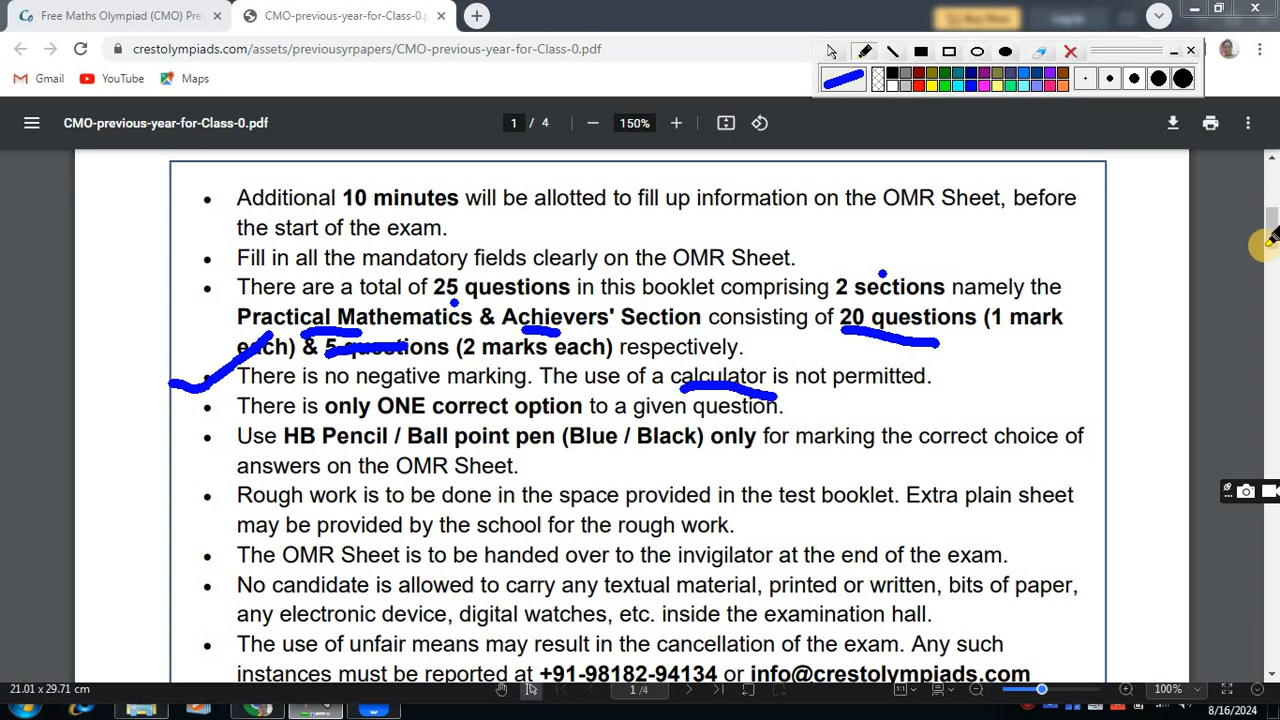 Free Maths Olympiad (CMO) Prev
CMO-previous-year-for-Class-0.p
crestolympiads.com/assets/previousyrpapers/CMO-previous-year-for-Class-0.pdf
Gmail YouTube Maps
CMO-previous-year-for-Class-0.pdf
1 / 4
150%
• Additional 10 minutes will be allotted to fill up information on the OMR Sheet, before
the start of the exam.
• Fill in all the mandatory fields clearly on the OMR Sheet.
• There are a total of 25 questions in this booklet comprising 2 sections namely the
Practical Mathematics & Achievers' Section consisting of 20 questions (1 mark
each) & 5 questions (2 marks each) respectively.
• There is no negative marking. The use of a calculator is not permitted.
• There is only ONE correct option to a given question.
• Use HB Pencil / Ball point pen (Blue / Black) only for marking the correct choice of
answers on the OMR Sheet.
• Rough work is to be done in the space provided in the test booklet. Extra plain sheet
may be provided by the school for the rough work.
• The OMR Sheet is to be handed over to the invigilator at the end of the exam.
• No candidate is allowed to carry any textual material, printed or written, bits of paper,
any electronic device, digital watches, etc. inside the examination hall.
• The use of unfair means may result in the cancellation of the exam. Any such
instances must be reported at +91-98182-94134 or info@crestolympiads.com
21.01 x 29.71 cm
1 /4
100%
8/16/2024